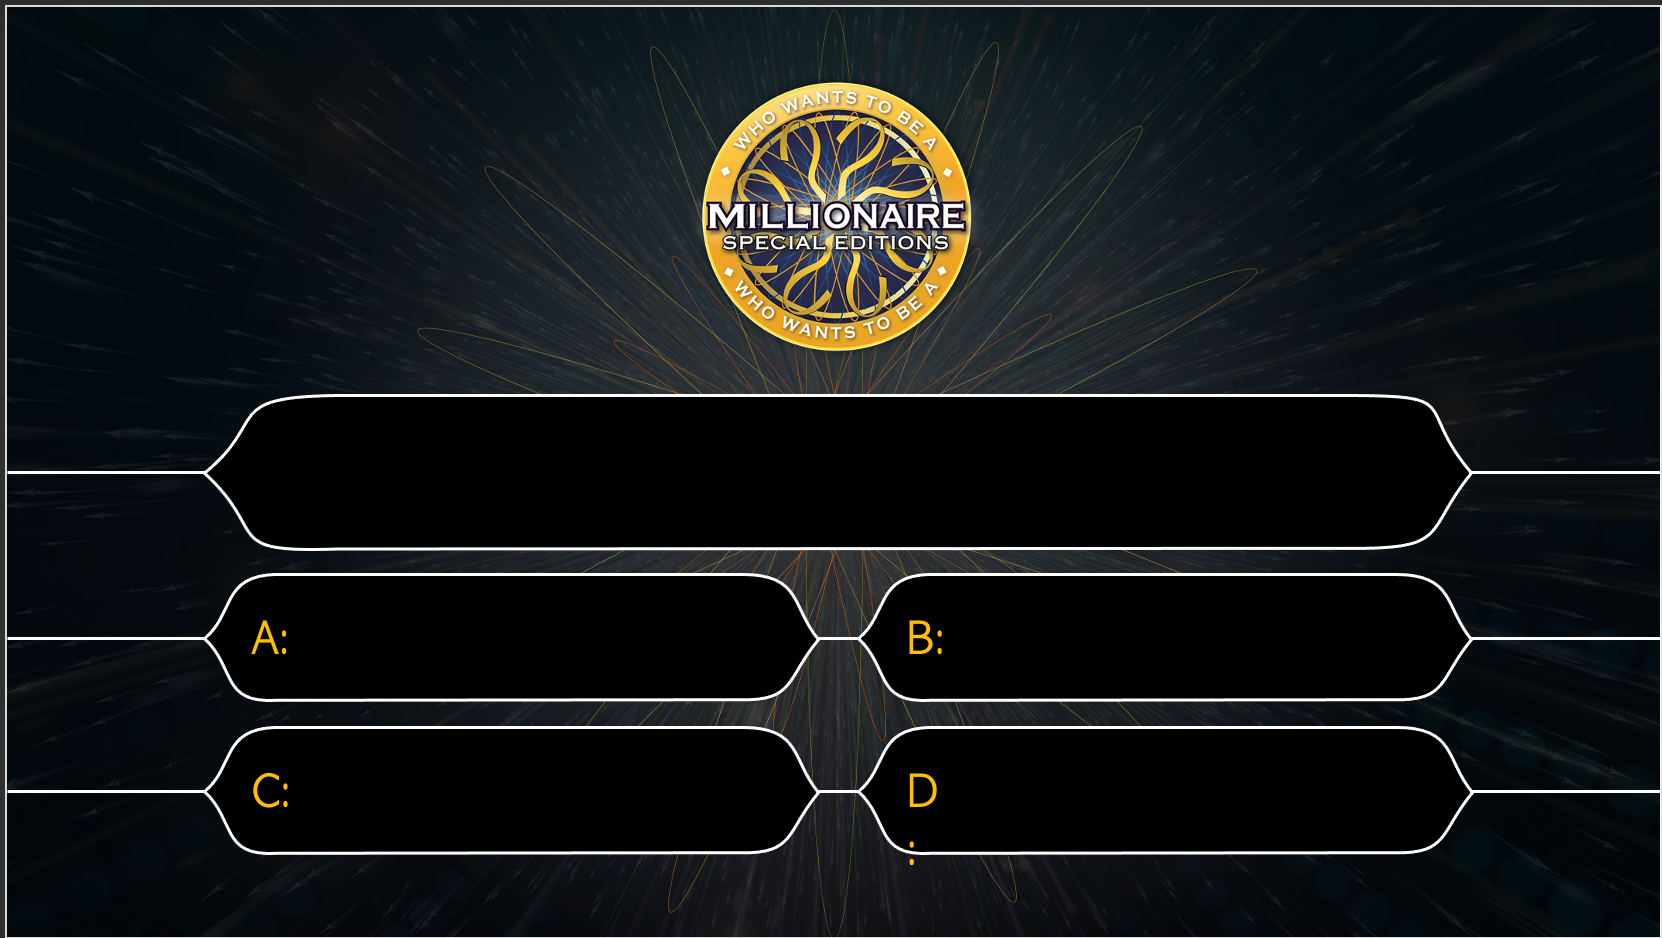 WHO WANTS TO BE A
MILLIONAIRE
SPECIAL EDITIONS
WHO WANTS TO BE A
A:
B:
C:
D
: